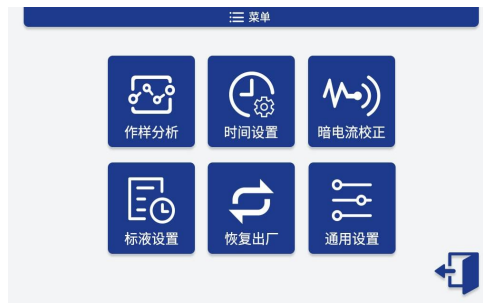 菜单
作样分析
时间设置
暗电流校正
标液设置
恢复出厂
通用设置